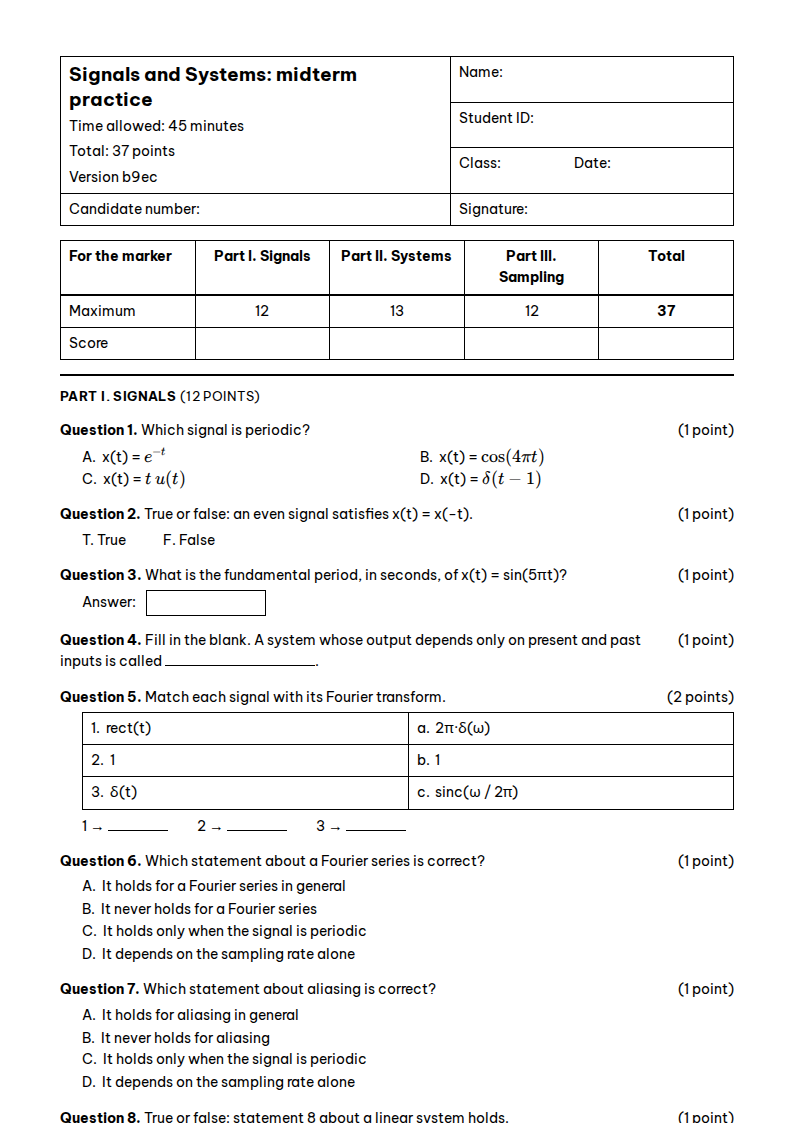 Signals and Systems: midterm
practice
Time allowed: 45 minutes
Total: 37 points
Version b9ec
Name:
Student ID:
Class: Date:
Candidate number:
Signature:
For the marker Part I. Signals Part II. Systems Part III. Sampling Total
Maximum 12 13 12 37
Score
PART I. SIGNALS (12 POINTS)
Question 1. Which signal is periodic? (1 point)
A. x(t) = e^{−t} B. x(t) = cos(4πt)
C. x(t) = t u(t) D. x(t) = δ(t − 1)
Question 2. True or false: an even signal satisfies x(t) = x(−t). (1 point)
T. True F. False
Question 3. What is the fundamental period, in seconds, of x(t) = sin(5πt)? (1 point)
Answer:
Question 4. Fill in the blank. A system whose output depends only on present and past (1 point)
inputs is called ____________________.
Question 5. Match each signal with its Fourier transform. (2 points)
1. rect(t) a. 2π·δ(ω)
2. 1 b. 1
3. δ(t) c. sinc(ω / 2π)
1 → ________ 2 → ________ 3 → ________
Question 6. Which statement about a Fourier series is correct? (1 point)
A. It holds for a Fourier series in general
B. It never holds for a Fourier series
C. It holds only when the signal is periodic
D. It depends on the sampling rate alone
Question 7. Which statement about aliasing is correct? (1 point)
A. It holds for aliasing in general
B. It never holds for aliasing
C. It holds only when the signal is periodic
D. It depends on the sampling rate alone
Question 8. True or false: statement 8 about a linear system holds. (1 point)